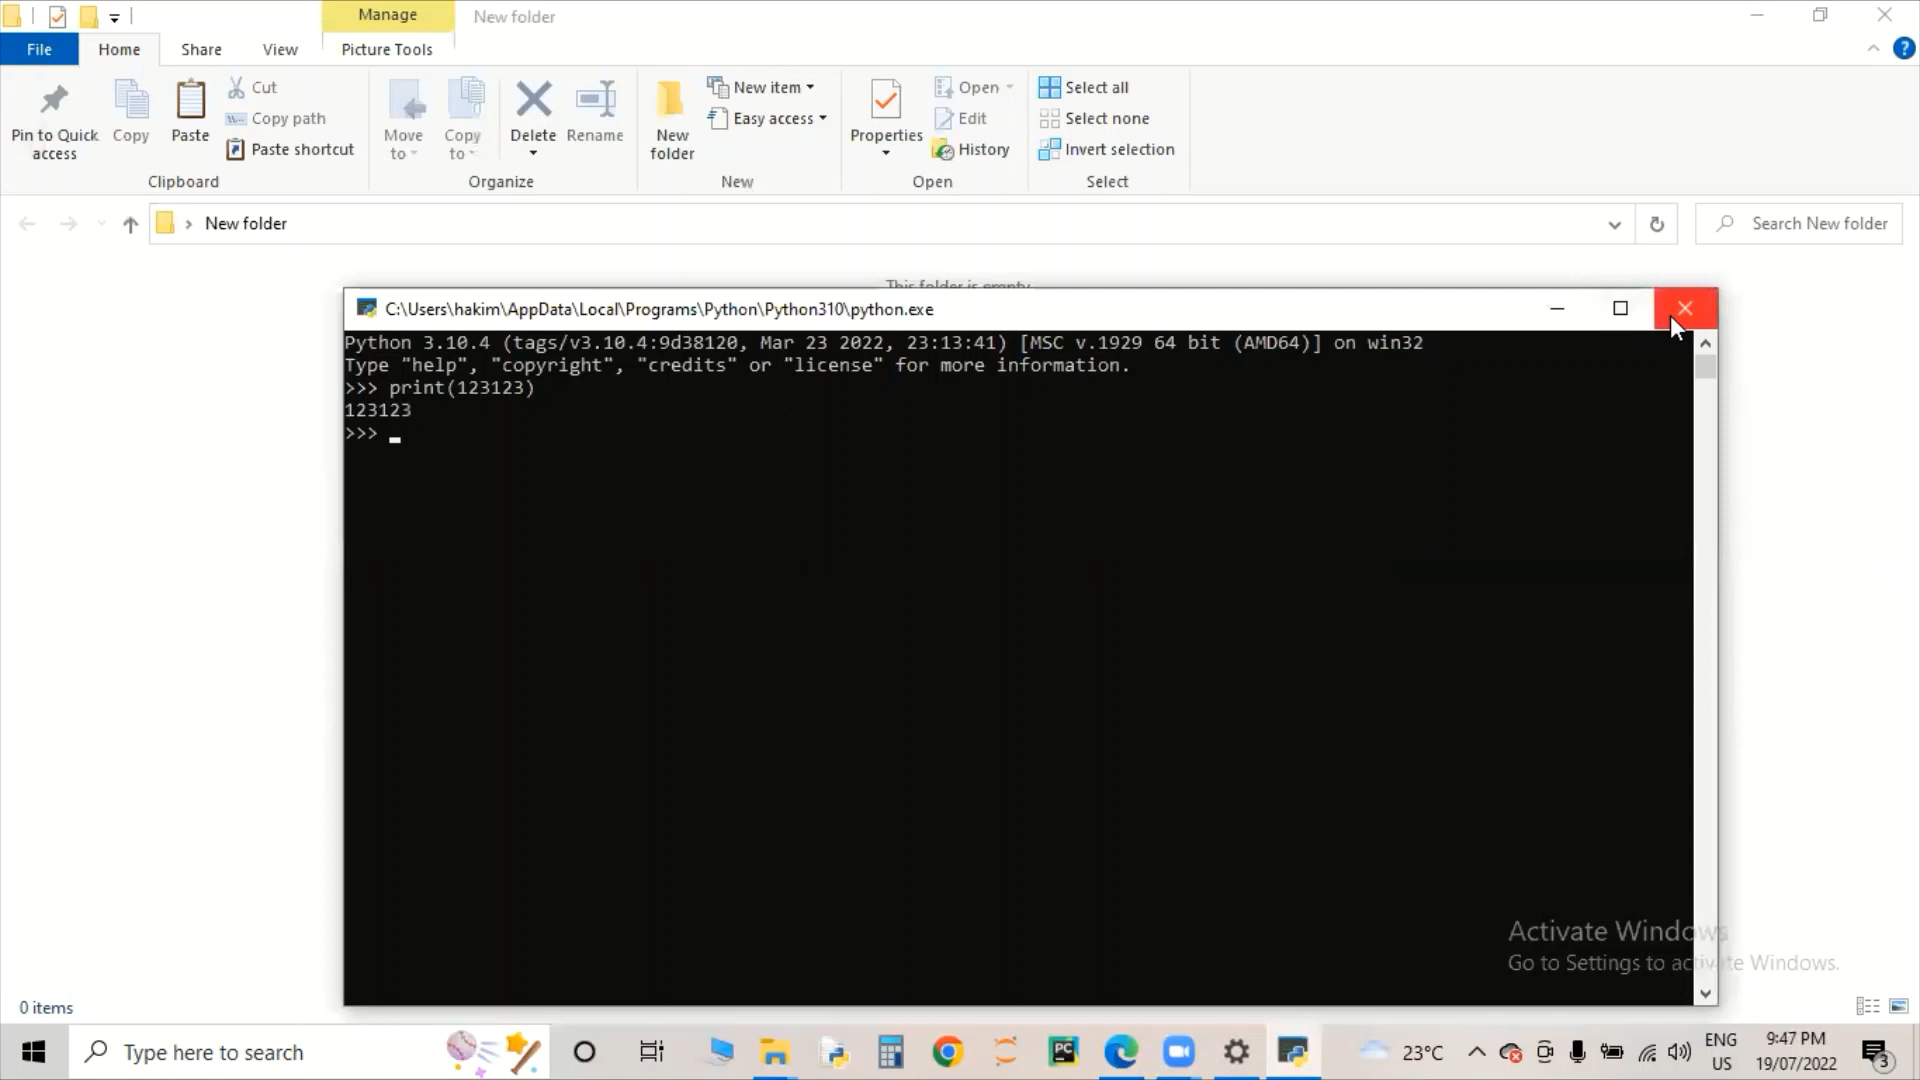 Manage
New folder
File
Home
Share
View
Picture Tools
Pin to Quick access
Copy
Paste
Cut
Copy path
Paste shortcut
Clipboard
Move to
Copy to
Delete
Rename
Organize
New folder
New item
Easy access
New
Properties
Open
Edit
History
Open
Select all
Select none
Invert selection
Select
New folder
Search New folder
This folder is empty.
C:\Users\hakim\AppData\Local\Programs\Python\Python310\python.exe
Python 3.10.4 (tags/v3.10.4:9d38120, Mar 23 2022, 23:13:41) [MSC v.1929 64 bit (AMD64)] on win32
Type "help", "copyright", "credits" or "license" for more information.
>>> print(123123)
123123
>>>
Activate Windows
Go to Settings to activate Windows.
0 items
Type here to search
PC
23°C
ENG
US
9:47 PM
19/07/2022
3